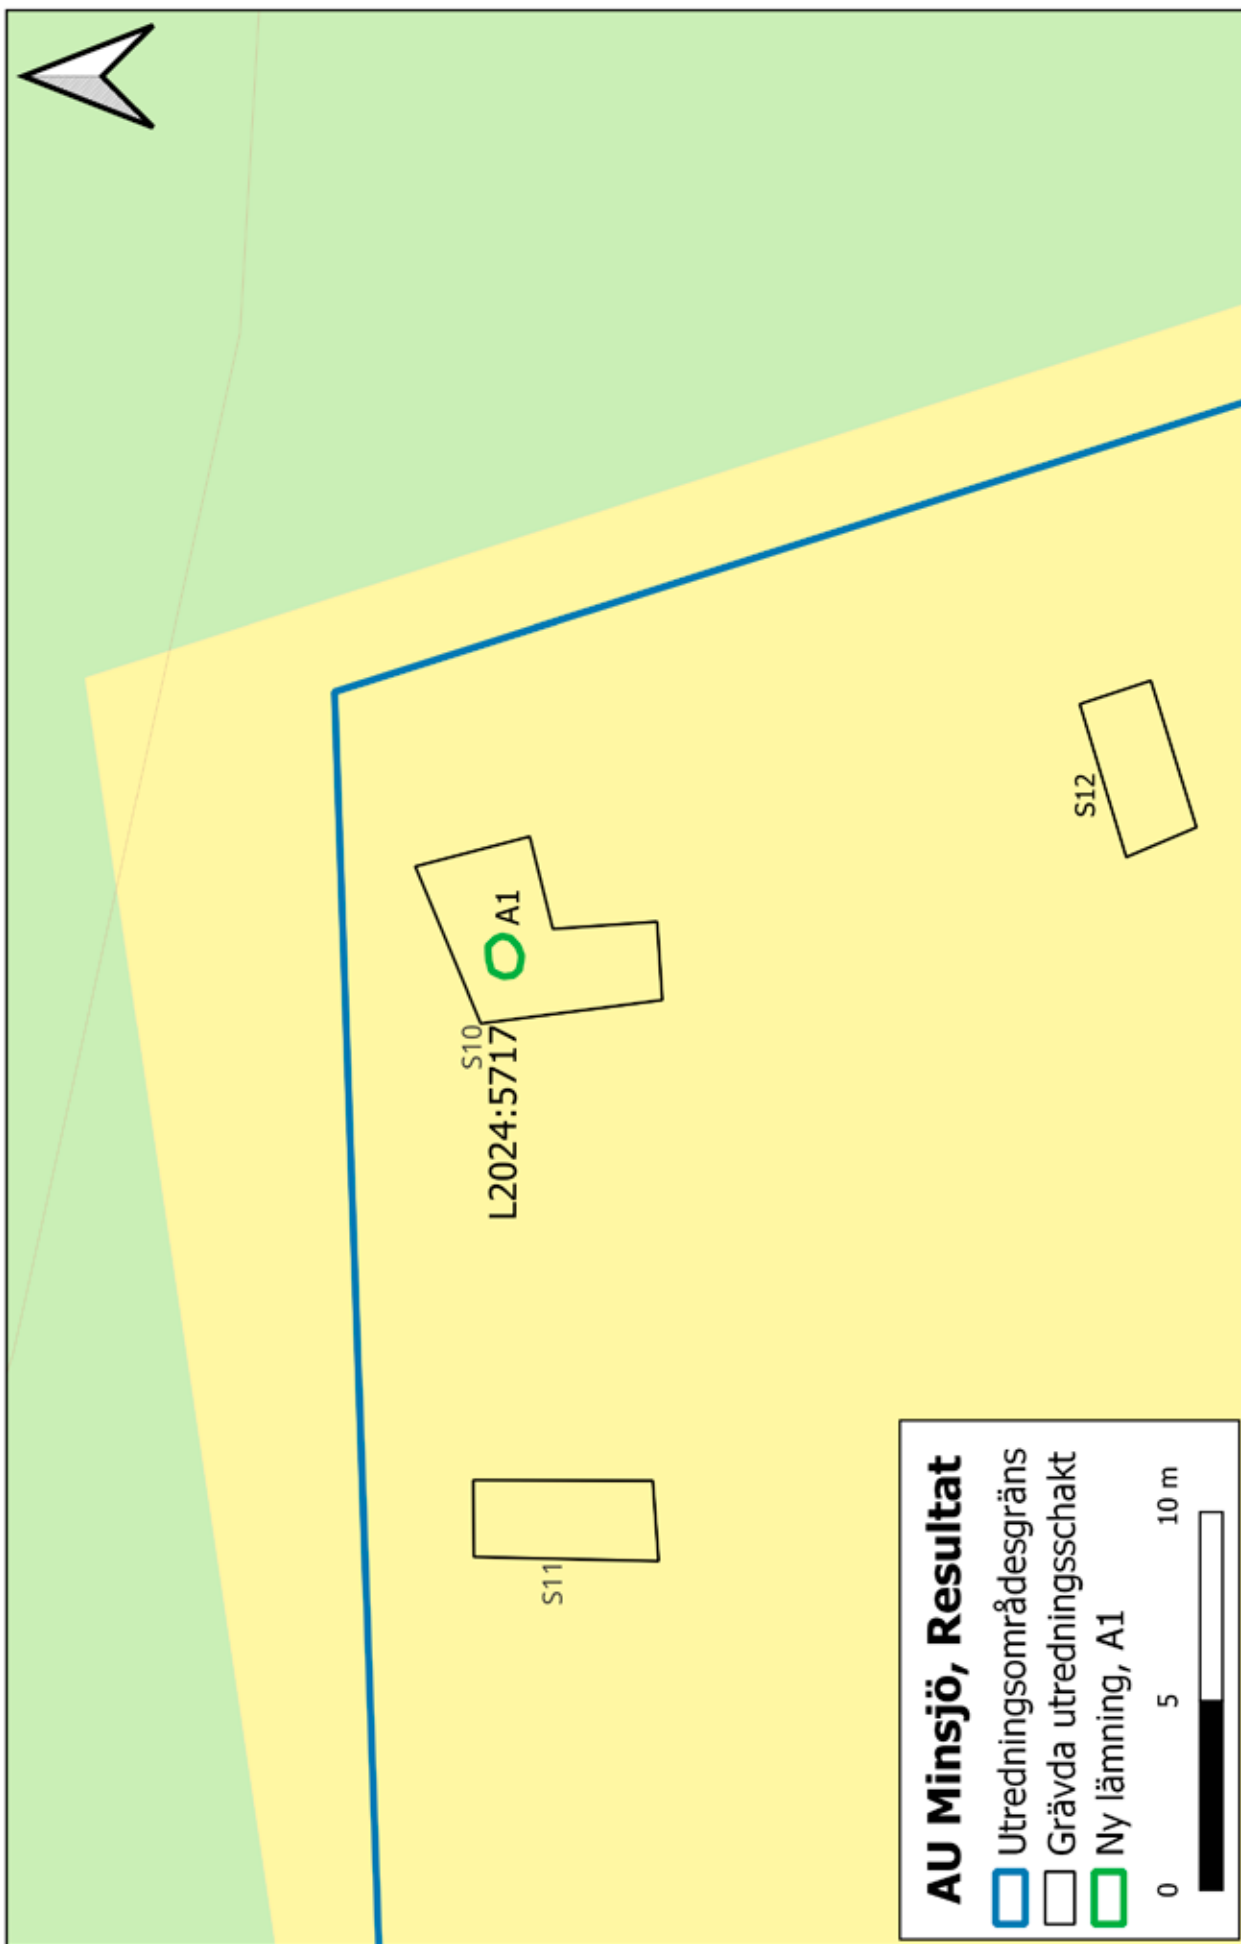 A1
S10
L2024:5717
S12
S11
AU Minsjö, Resultat
Utredningsområdesgräns
Grävda utredningsschakt
Ny lämning, A1
0 5 10 m